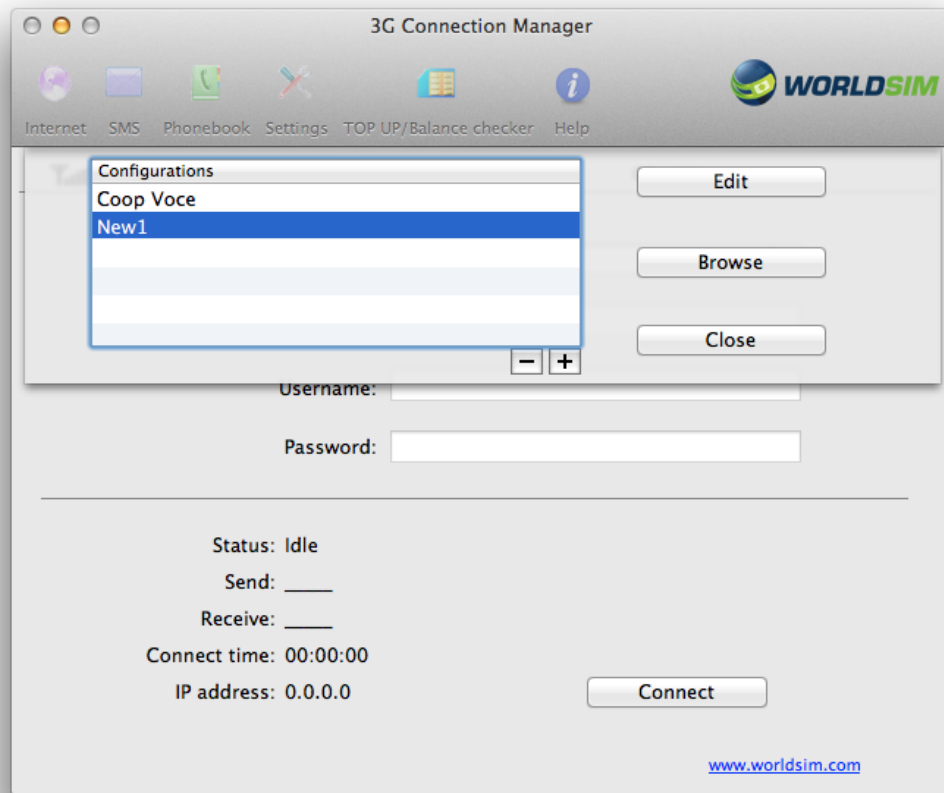 3G Connection Manager
WORLDSIM
Internet SMS Phonebook Settings TOP UP/Balance checker Help
Configurations
Coop Voce
New1
Edit
Browse
Close
Username:
Password:
Status: Idle
Send: _____
Receive: _____
Connect time: 00:00:00
IP address: 0.0.0.0
Connect
www.worldsim.com